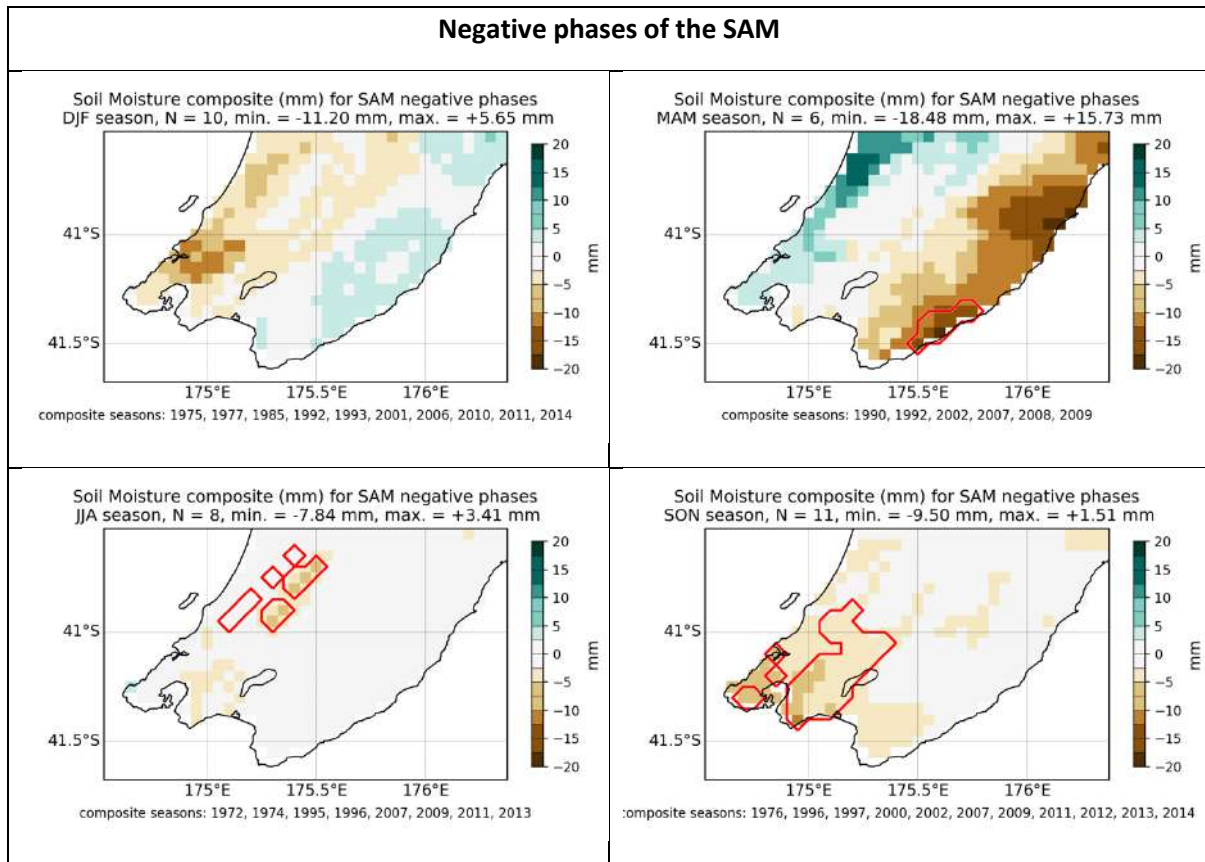 Negative phases of the SAM
Soil Moisture composite (mm) for SAM negative phases
DJF season, N = 10, min. = -11.20 mm, max. = +5.65 mm
20
15
10
5
0
−5
−10
−15
−20
mm
41°S
41.5°S
175°E
175.5°E
176°E
composite seasons: 1975, 1977, 1985, 1992, 1993, 2001, 2006, 2010, 2011, 2014
Soil Moisture composite (mm) for SAM negative phases
MAM season, N = 6, min. = -18.48 mm, max. = +15.73 mm
20
15
10
5
0
−5
−10
−15
−20
mm
41°S
41.5°S
175°E
175.5°E
176°E
composite seasons: 1990, 1992, 2002, 2007, 2008, 2009
Soil Moisture composite (mm) for SAM negative phases
JJA season, N = 8, min. = -7.84 mm, max. = +3.41 mm
20
15
10
5
0
−5
−10
−15
−20
mm
41°S
41.5°S
175°E
175.5°E
176°E
composite seasons: 1972, 1974, 1995, 1996, 2007, 2009, 2011, 2013
Soil Moisture composite (mm) for SAM negative phases
SON season, N = 11, min. = -9.50 mm, max. = +1.51 mm
20
15
10
5
0
−5
−10
−15
−20
mm
41°S
41.5°S
175°E
175.5°E
176°E
composite seasons: 1976, 1996, 1997, 2000, 2002, 2007, 2009, 2011, 2012, 2013, 2014